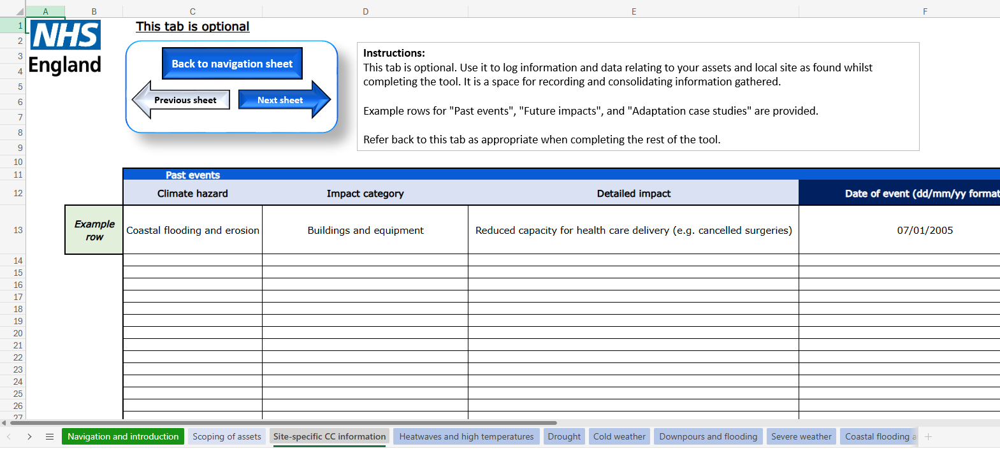 A B C D E F
1
2
3
4
5
6
7
8
9
10
11
12
13
14
15
16
17
18
19
20
21
22
23
24
25
26
27
NHS
England
This tab is optional
Back to navigation sheet
Previous sheet
Next sheet
Instructions:
This tab is optional. Use it to log information and data relating to your assets and local site as found whilst
completing the tool. It is a space for recording and consolidating information gathered.
Example rows for "Past events", "Future impacts", and "Adaptation case studies" are provided.
Refer back to this tab as appropriate when completing the rest of the tool.
Past events
Climate hazard Impact category Detailed impact Date of event (dd/mm/yy format
Example
row
Coastal flooding and erosion Buildings and equipment Reduced capacity for health care delivery (e.g. cancelled surgeries) 07/01/2005
Navigation and introduction Scoping of assets Site-specific CC information Heatwaves and high temperatures Drought Cold weather Downpours and flooding Severe weather Coastal flooding a